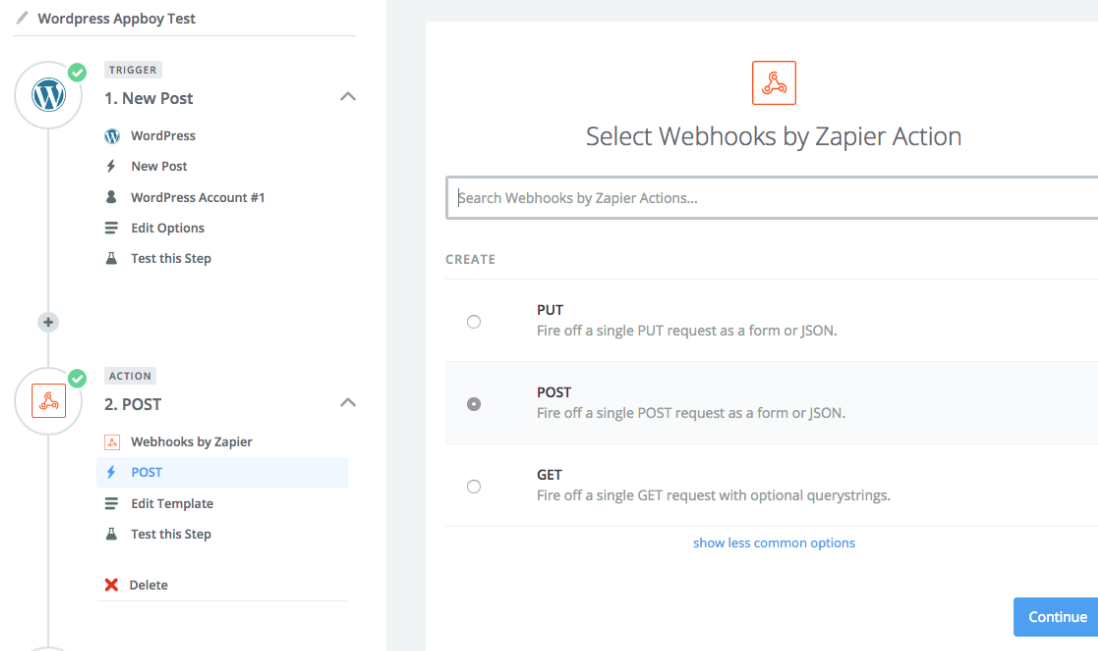 Wordpress Appboy Test
TRIGGER
1. New Post
WordPress
New Post
WordPress Account #1
Edit Options
Test this Step
ACTION
2. POST
Webhooks by Zapier
POST
Edit Template
Test this Step
Delete
Select Webhooks by Zapier Action
Search Webhooks by Zapier Actions...
CREATE
PUT
Fire off a single PUT request as a form or JSON.
POST
Fire off a single POST request as a form or JSON.
GET
Fire off a single GET request with optional querystrings.
show less common options
Continue